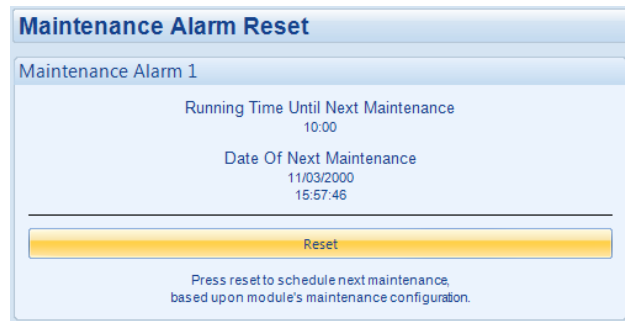 Maintenance Alarm Reset
Maintenance Alarm 1
Running Time Until Next Maintenance
10:00
Date Of Next Maintenance
11/03/2000
15:57:46
Reset
Press reset to schedule next maintenance,
based upon module's maintenance configuration.